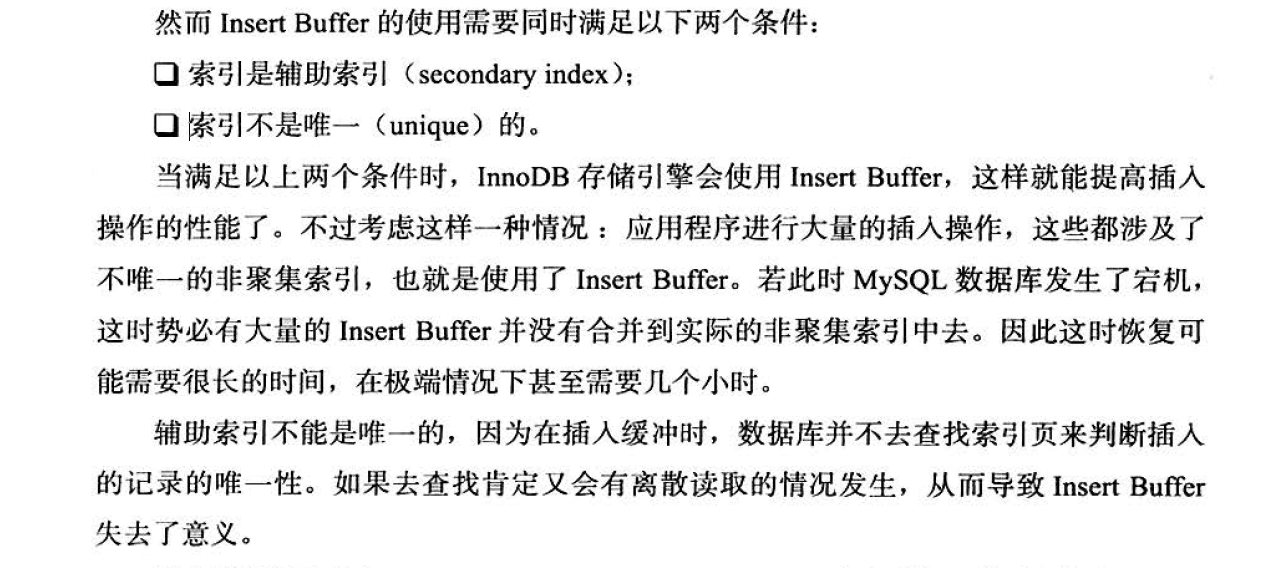 然而 Insert Buffer 的使用需要同时满足以下两个条件：
❏ 索引是辅助索引（secondary index）；
❏ 索引不是唯一（unique）的。
当满足以上两个条件时，InnoDB 存储引擎会使用 Insert Buffer，这样就能提高插入
操作的性能了。不过考虑这样一种情况：应用程序进行大量的插入操作，这些都涉及了
不唯一的非聚集索引，也就是使用了 Insert Buffer。若此时 MySQL 数据库发生了宕机，
这时势必有大量的 Insert Buffer 并没有合并到实际的非聚集索引中去。因此这时恢复可
能需要很长的时间，在极端情况下甚至需要几个小时。
辅助索引不能是唯一的，因为在插入缓冲时，数据库并不去查找索引页来判断插入
的记录的唯一性。如果去查找肯定又会有离散读取的情况发生，从而导致 Insert Buffer
失去了意义。